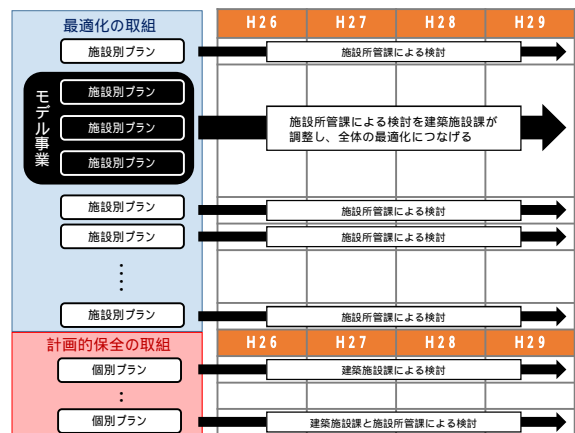 最適化の取組 H26 H27 H28 H29
施設別プラン 施設所管課による検討
モデル事業
施設別プラン
施設別プラン
施設別プラン
施設所管課による検討を建築施設課が
調整し、全体の最適化につなげる
施設別プラン 施設所管課による検討
施設別プラン 施設所管課による検討
⋮
施設別プラン 施設所管課による検討
計画的保全の取組 H26 H27 H28 H29
個別プラン 建築施設課による検討
：
個別プラン 建築施設課と施設所管課による検討